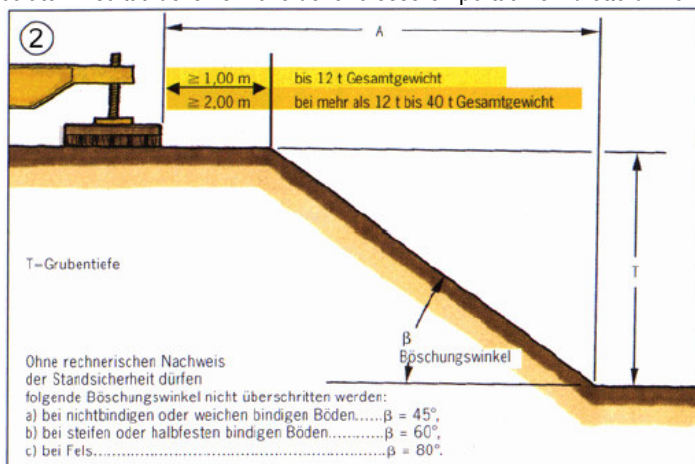 2
A
≧ 1,00 m bis 12 t Gesamtgewicht
≧ 2,00 m bei mehr als 12 t bis 40 t Gesamtgewicht
T–Grubentiefe
T
β
Böschungswinkel
Ohne rechnerischen Nachweis
der Standsicherheit dürfen
folgende Böschungswinkel nicht überschritten werden:
a) bei nichtbindigen oder weichen bindigen Böden......β = 45°,
b) bei steifen oder halbfesten bindigen Böden..........β = 60°,
c) bei Fels..........................................................β = 80°.